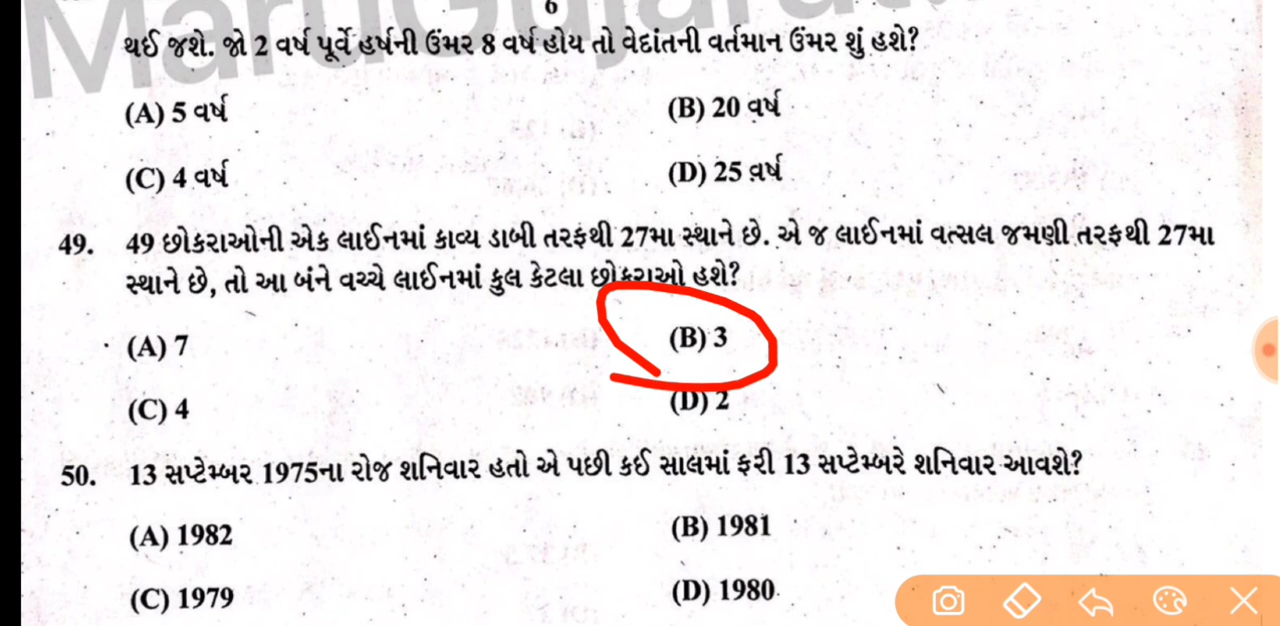 MaruGujarat.
6
થઈ જશે. જો 2 વર્ષ પૂર્વે હર્ષની ઉંમર 8 વર્ષ હોય તો વેદાંતની વર્તમાન ઉંમર શું હશે?
(A) 5 વર્ષ (B) 20 વર્ષ
(C) 4 વર્ષ (D) 25 વર્ષ
49. 49 છોકરાઓની એક લાઈનમાં કાવ્ય ડાબી તરફથી 27મા સ્થાને છે. એ જ લાઈનમાં વત્સલ જમણી તરફથી 27મા
સ્થાને છે, તો આ બંને વચ્ચે લાઈનમાં કુલ કેટલા છોકરાઓ હશે?
(A) 7 (B) 3
(C) 4 (D) 2
50. 13 સપ્ટેમ્બર 1975ના રોજ શનિવાર હતો એ પછી કઈ સાલમાં ફરી 13 સપ્ટેમ્બરે શનિવાર આવશે?
(A) 1982 (B) 1981
(C) 1979 (D) 1980